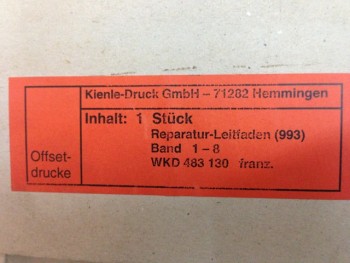 Kienle-Druck GmbH – 71282 Hemmingen
Inhalt: 1 Stück
Reparatur-Leitfaden (993)
Band 1 - 8
WKD 483 130 franz.
Offset-
drucke